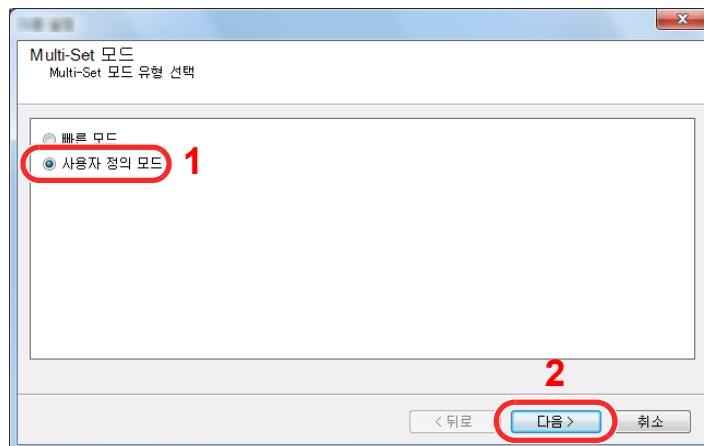 Multi-Set 모드
Multi-Set 모드 유형 선택
빠른 모드
사용자 정의 모드 1
2
< 뒤로 다음 > 취소